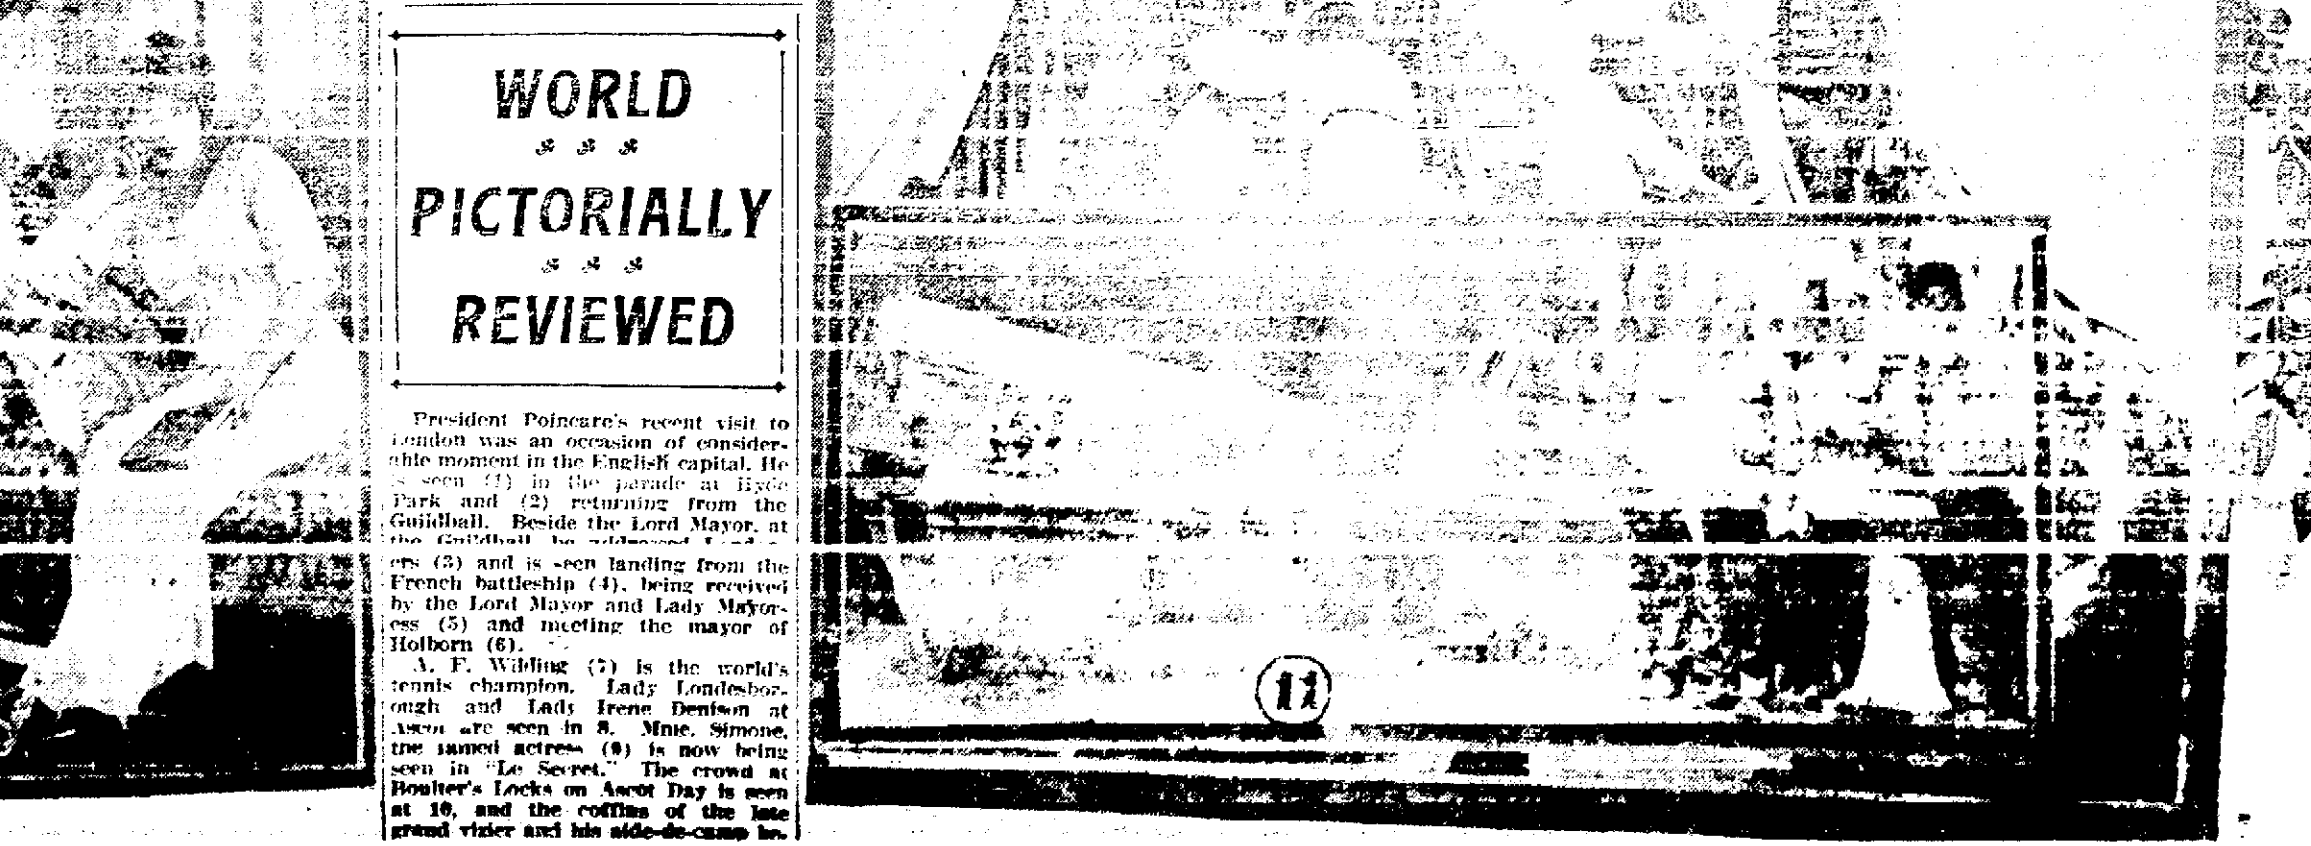 WORLD
PICTORIALLY
REVIEWED
President Poincare's recent visit to
London was an occasion of consider-
able moment in the English capital. He
is seen (1) in the parade at Hyde
Park and (2) returning from the
Guildhall. Beside the Lord Mayor, at
the Guildhall, he addressed
ers (3) and is seen landing from the
French battleship (4), being received
by the Lord Mayor and Lady Mayor-
ess (5) and meeting the mayor of
Holborn (6).
A. F. Wilding (7) is the world's
tennis champion. Lady Londesbor-
ough and Lady Irene Denison at
Ascot are seen in 8. Mme. Simone,
the famed actress (9) is now being
seen in "Le Secret." The crowd at
Boulter's Locks on Ascot Day is seen
at 10, and the coffins of the late
grand vizier and his aide-de-camp
11